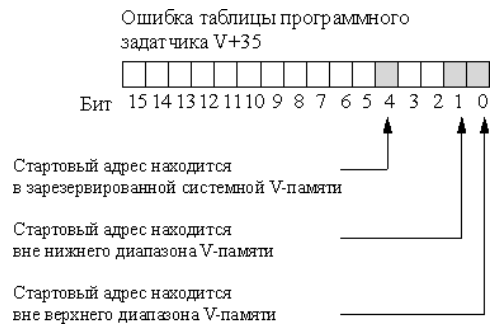 Ошибка таблицы программного
задатчика V+35
Бит 15 14 13 12 11 10 9 8 7 6 5 4 3 2 1 0
Стартовый адрес находится
в зарезервированной системной V-памяти
Стартовый адрес находится
вне нижнего диапазона V-памяти
Стартовый адрес находится
вне верхнего диапазона V-памяти